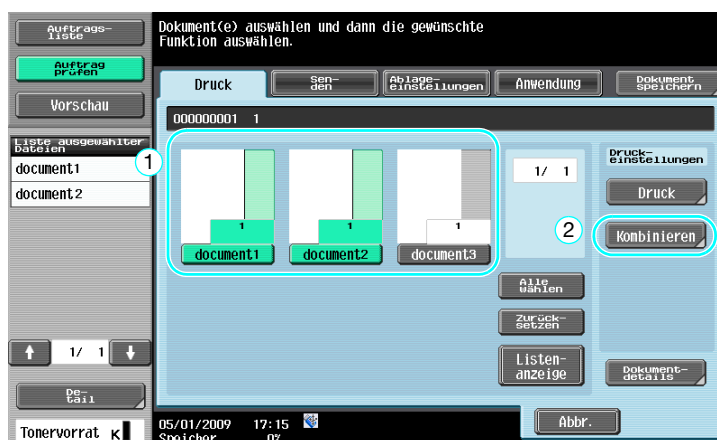 Auftrags-
liste
Auftrag
prüfen
Vorschau
Liste ausgewählter
Dateien
document1
document2
1/ 1
De-
tail
Tonervorrat K
Dokument(e) auswählen und dann die gewünschte
Funktion auswählen.
Druck
Sen-
den
Ablage-
einstellungen
Anwendung
Dokument
speichern
000000001 1
1
1
1
1
document1
document2
document3
1/ 1
Alle
wählen
Zurück-
setzen
Listen-
anzeige
Druck-
einstellungen
Druck
2
Kombinieren
Dokument-
details
Abbr.
05/01/2009 17:15
Speicher 0%